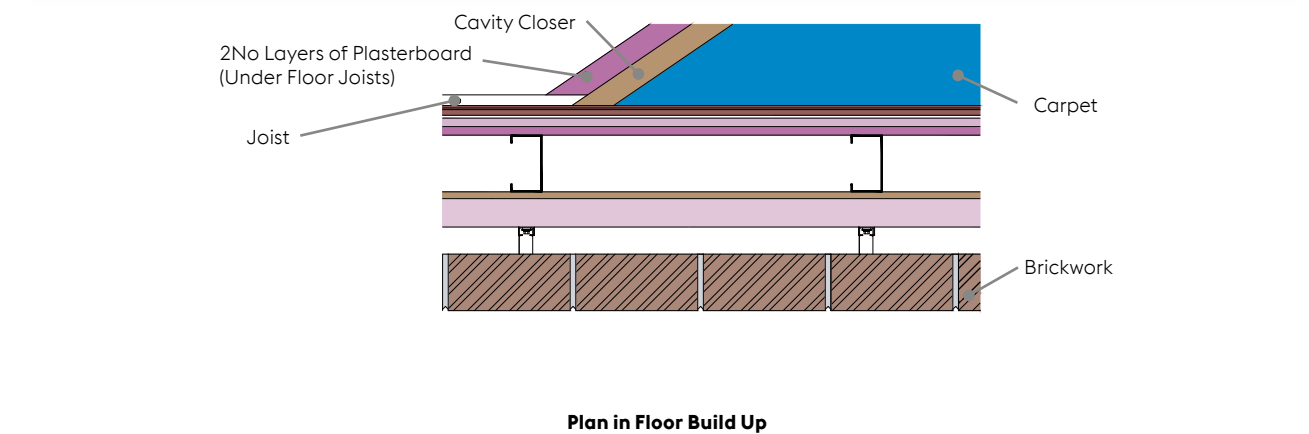 Cavity Closer
2No Layers of Plasterboard
(Under Floor Joists)
Carpet
Joist
Brickwork
Plan in Floor Build Up